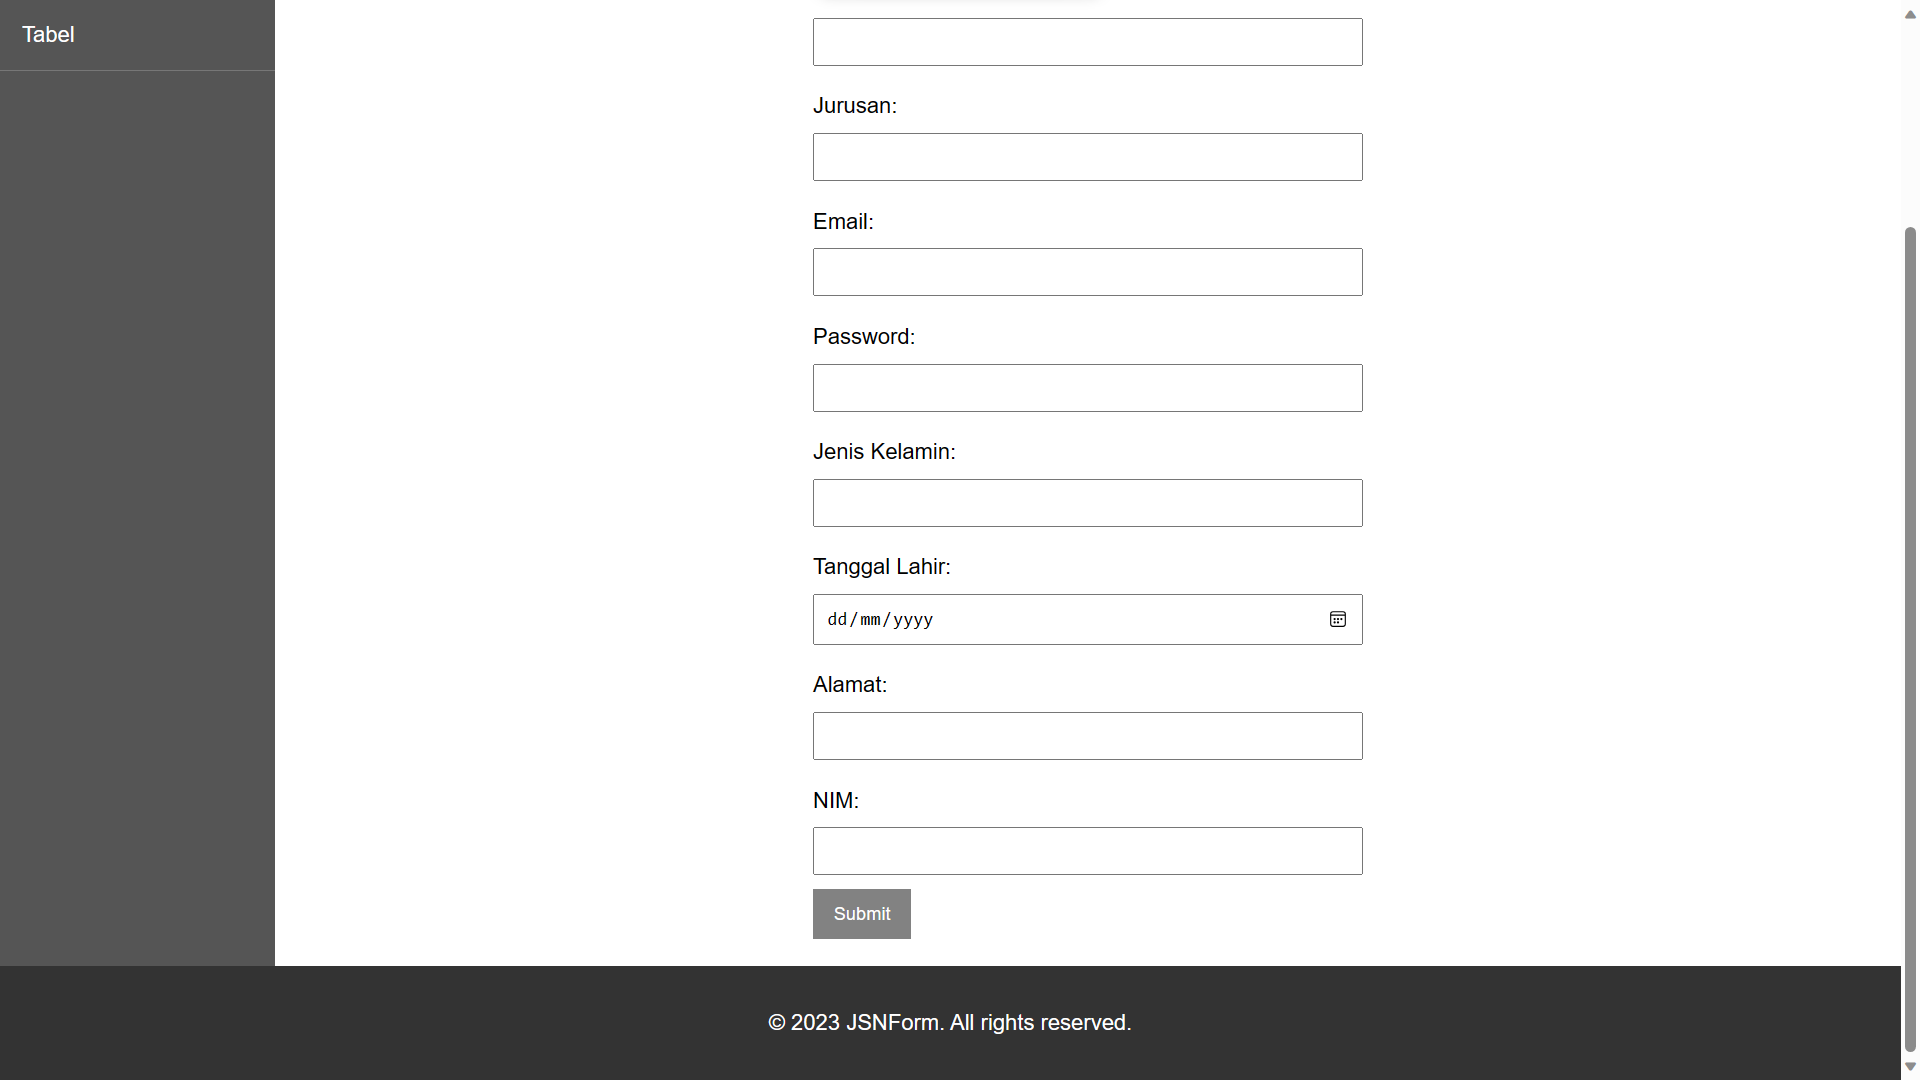 Tabel
Jurusan:
Email:
Password:
Jenis Kelamin:
Tanggal Lahir:
dd/mm/yyyy
Alamat:
NIM:
Submit
© 2023 JSNForm. All rights reserved.